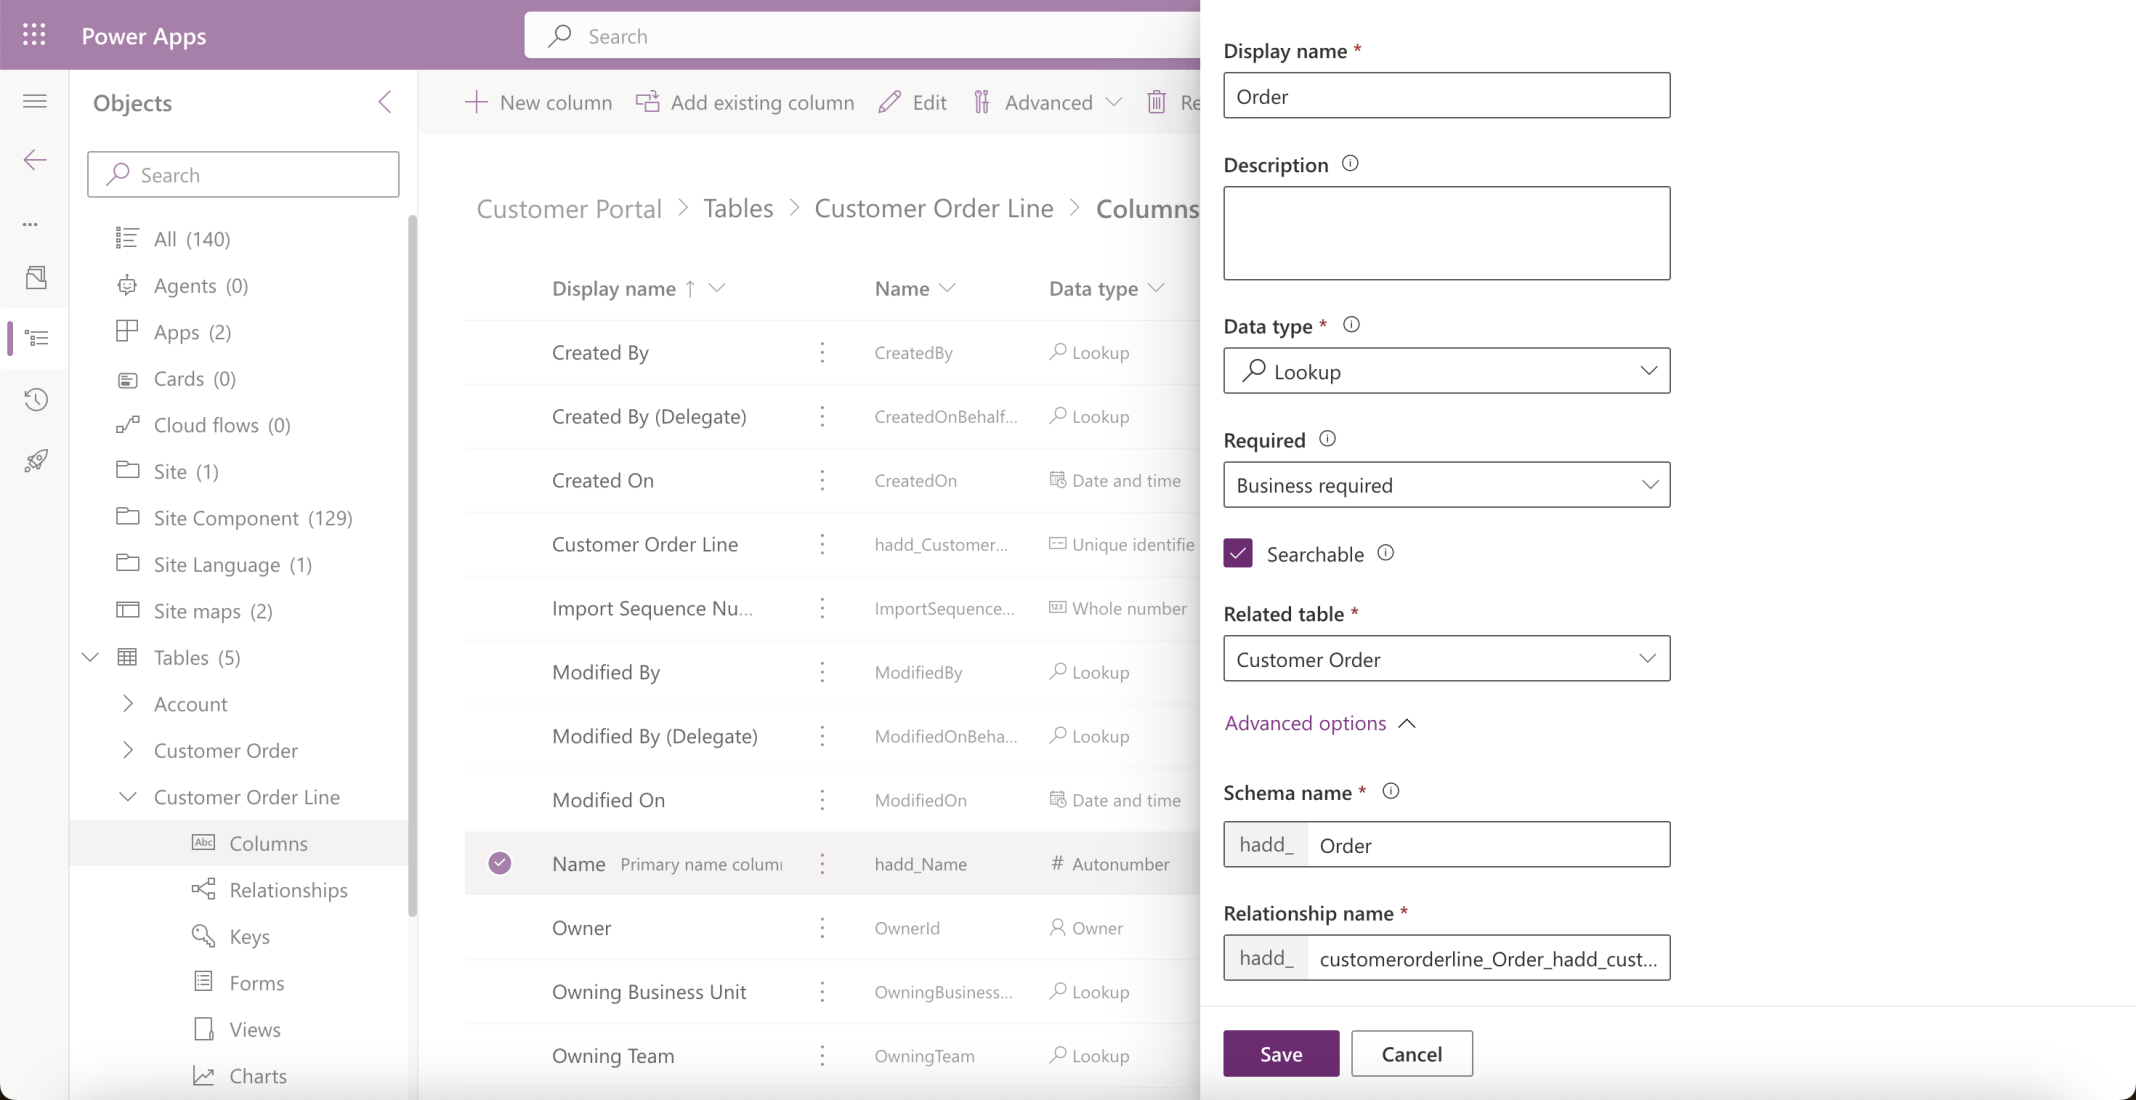 Power Apps
Search
Objects
Search
All (140)
Agents (0)
Apps (2)
Cards (0)
Cloud flows (0)
Site (1)
Site Component (129)
Site Language (1)
Site maps (2)
Tables (5)
Account
Customer Order
Customer Order Line
Columns
Relationships
Keys
Forms
Views
Charts
New column
Add existing column
Edit
Advanced
Re
Customer Portal > Tables > Customer Order Line > Columns
Display name ↑ Name Data type
Created By CreatedBy Lookup
Created By (Delegate) CreatedOnBehalf... Lookup
Created On CreatedOn Date and time
Customer Order Line hadd_Customer... Unique identifie
Import Sequence Nu... ImportSequence... Whole number
Modified By ModifiedBy Lookup
Modified By (Delegate) ModifiedOnBeha... Lookup
Modified On ModifiedOn Date and time
Name Primary name colum hadd_Name # Autonumber
Owner OwnerId Owner
Owning Business Unit OwningBusiness... Lookup
Owning Team OwningTeam Lookup
Display name *
Order
Description
Data type *
Lookup
Required
Business required
Searchable
Related table *
Customer Order
Advanced options
Schema name *
hadd_ Order
Relationship name *
hadd_ customerorderline_Order_hadd_cust...
Save
Cancel